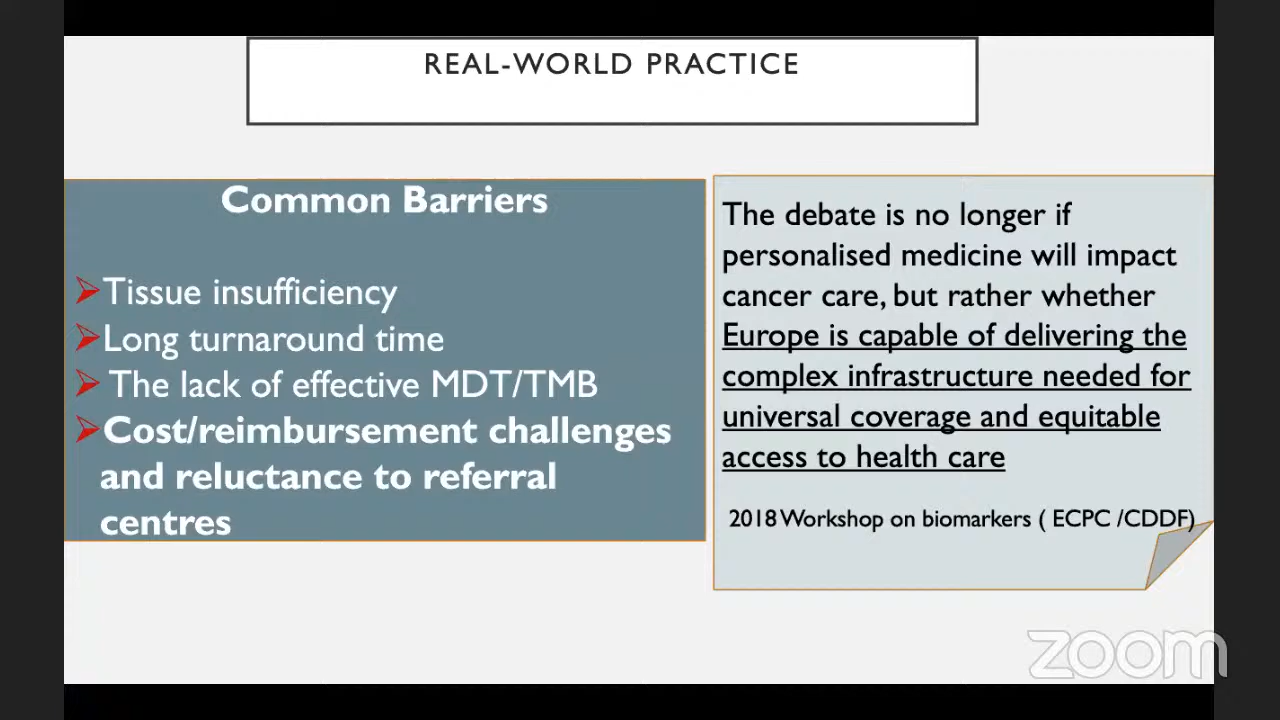 REAL-WORLD PRACTICE
Common Barriers
Tissue insufficiency
Long turnaround time
The lack of effective MDT/TMB
Cost/reimbursement challenges
and reluctance to referral
centres
The debate is no longer if
personalised medicine will impact
cancer care, but rather whether
Europe is capable of delivering the
complex infrastructure needed for
universal coverage and equitable
access to health care
2018 Workshop on biomarkers ( ECPC /CDDF)
zoom